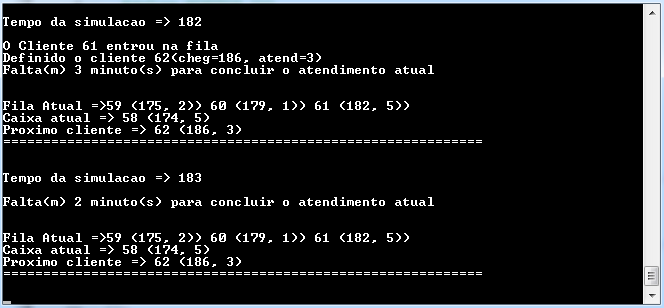 Tempo da simulacao => 182
O Cliente 61 entrou na fila
Definido o cliente 62(cheg=186, atend=3)
Falta(m) 3 minuto(s) para concluir o atendimento atual
Fila Atual =>59 (175, 2)) 60 (179, 1)) 61 (182, 5))
Caixa atual => 58 (174, 5)
Proximo cliente => 62 (186, 3)
============================================================
Tempo da simulacao => 183
Falta(m) 2 minuto(s) para concluir o atendimento atual
Fila Atual =>59 (175, 2)) 60 (179, 1)) 61 (182, 5))
Caixa atual => 58 (174, 5)
Proximo cliente => 62 (186, 3)
============================================================